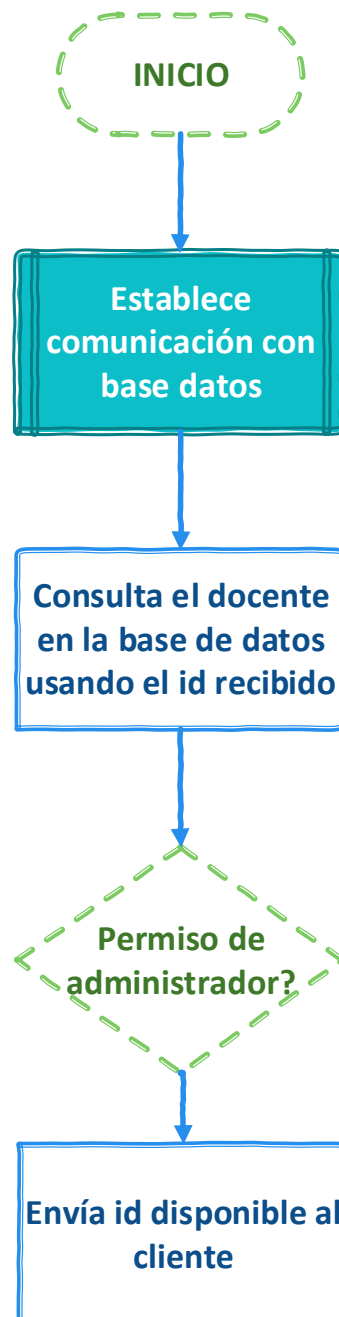 INICIO
Establece
comunicación con
base datos
Consulta el docente
en la base de datos
usando el id recibido
Permiso de
administrador?
Envía id disponible al
cliente